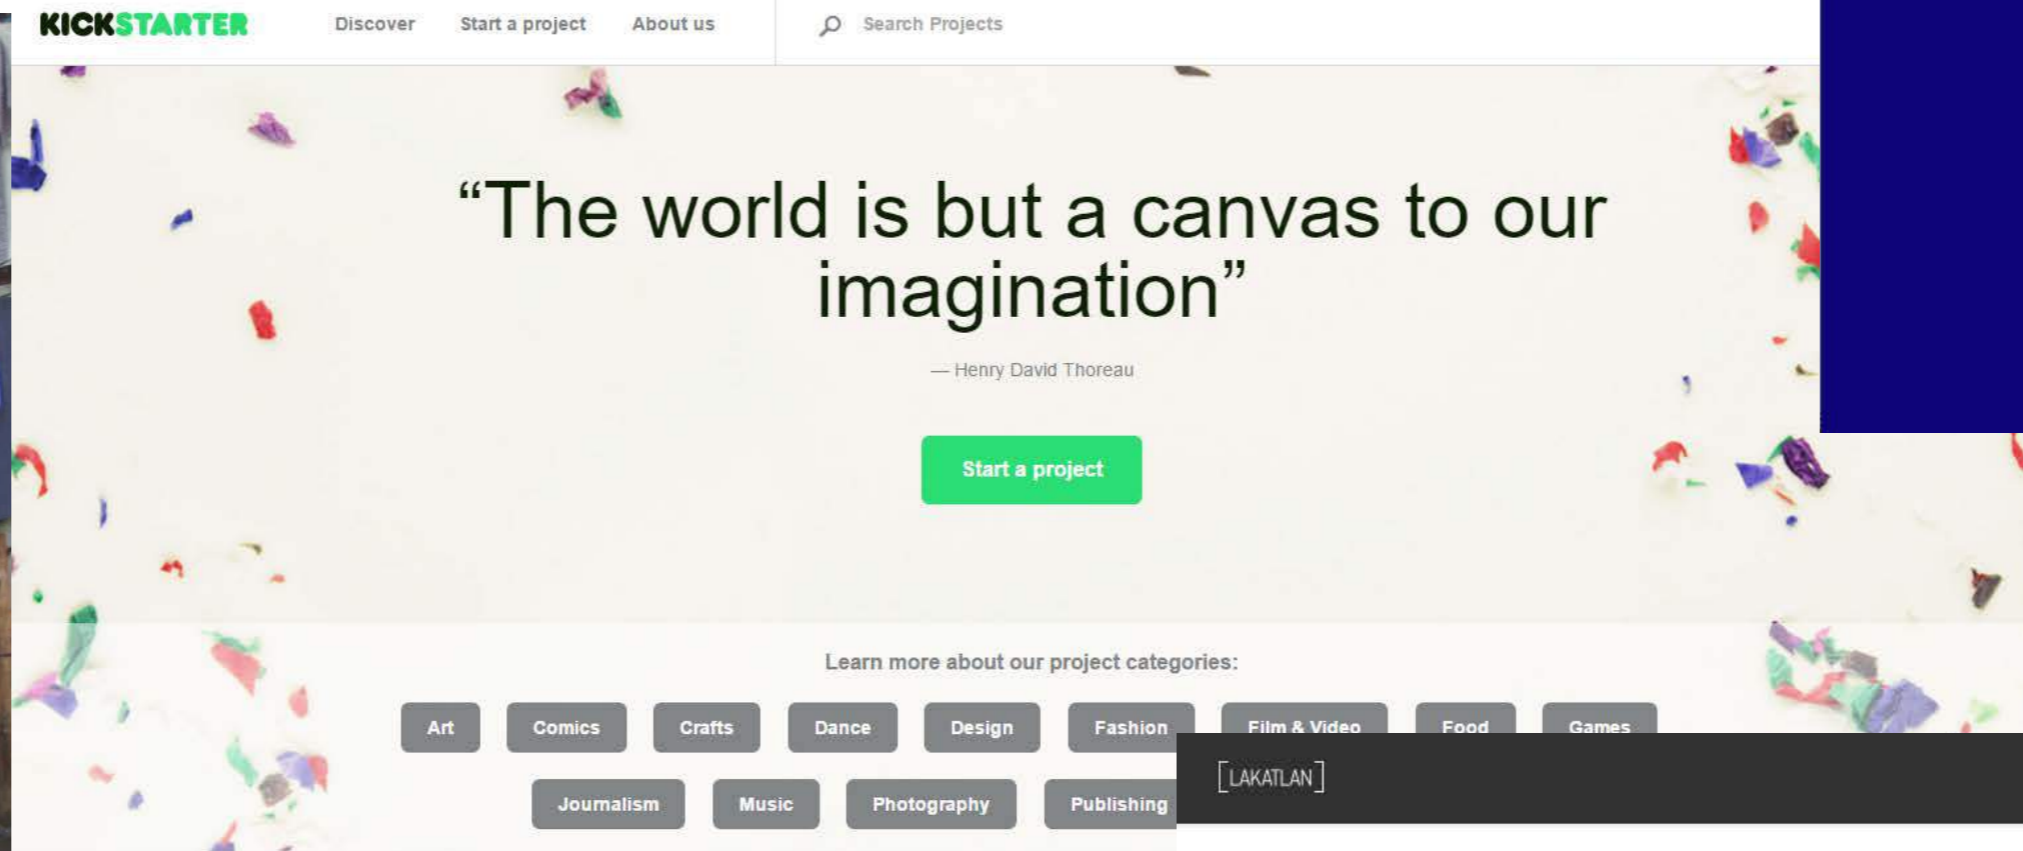 KICKSTARTER Discover Start a project About us Search Projects
“The world is but a canvas to our
imagination”
— Henry David Thoreau
Start a project
Learn more about our project categories:
Art Comics Crafts Dance Design Fashion Film & Video Food Games
Journalism Music Photography Publishing
[LAKATLAN]